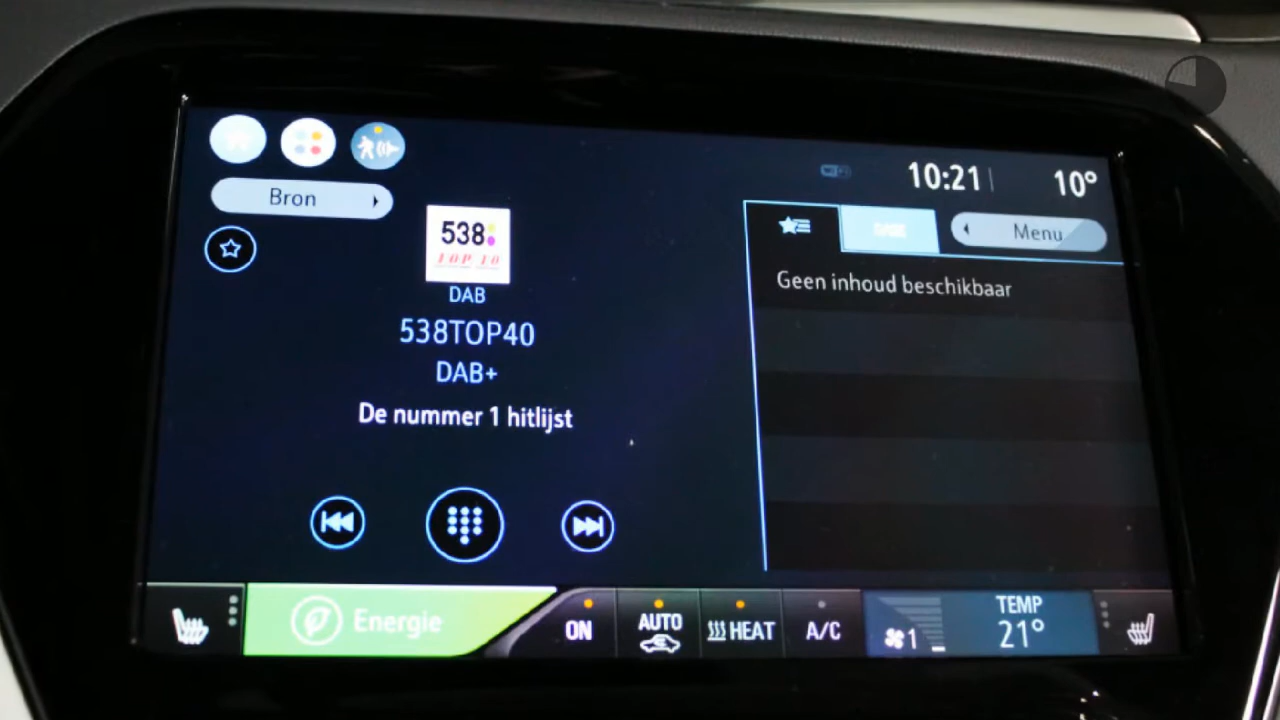 10:21
10°
Bron
Menu
538
TOP 40
Geen inhoud beschikbaar
DAB
538TOP40
DAB+
De nummer 1 hitlijst
Energie
ON
AUTO
HEAT
A/C
1
TEMP
21°